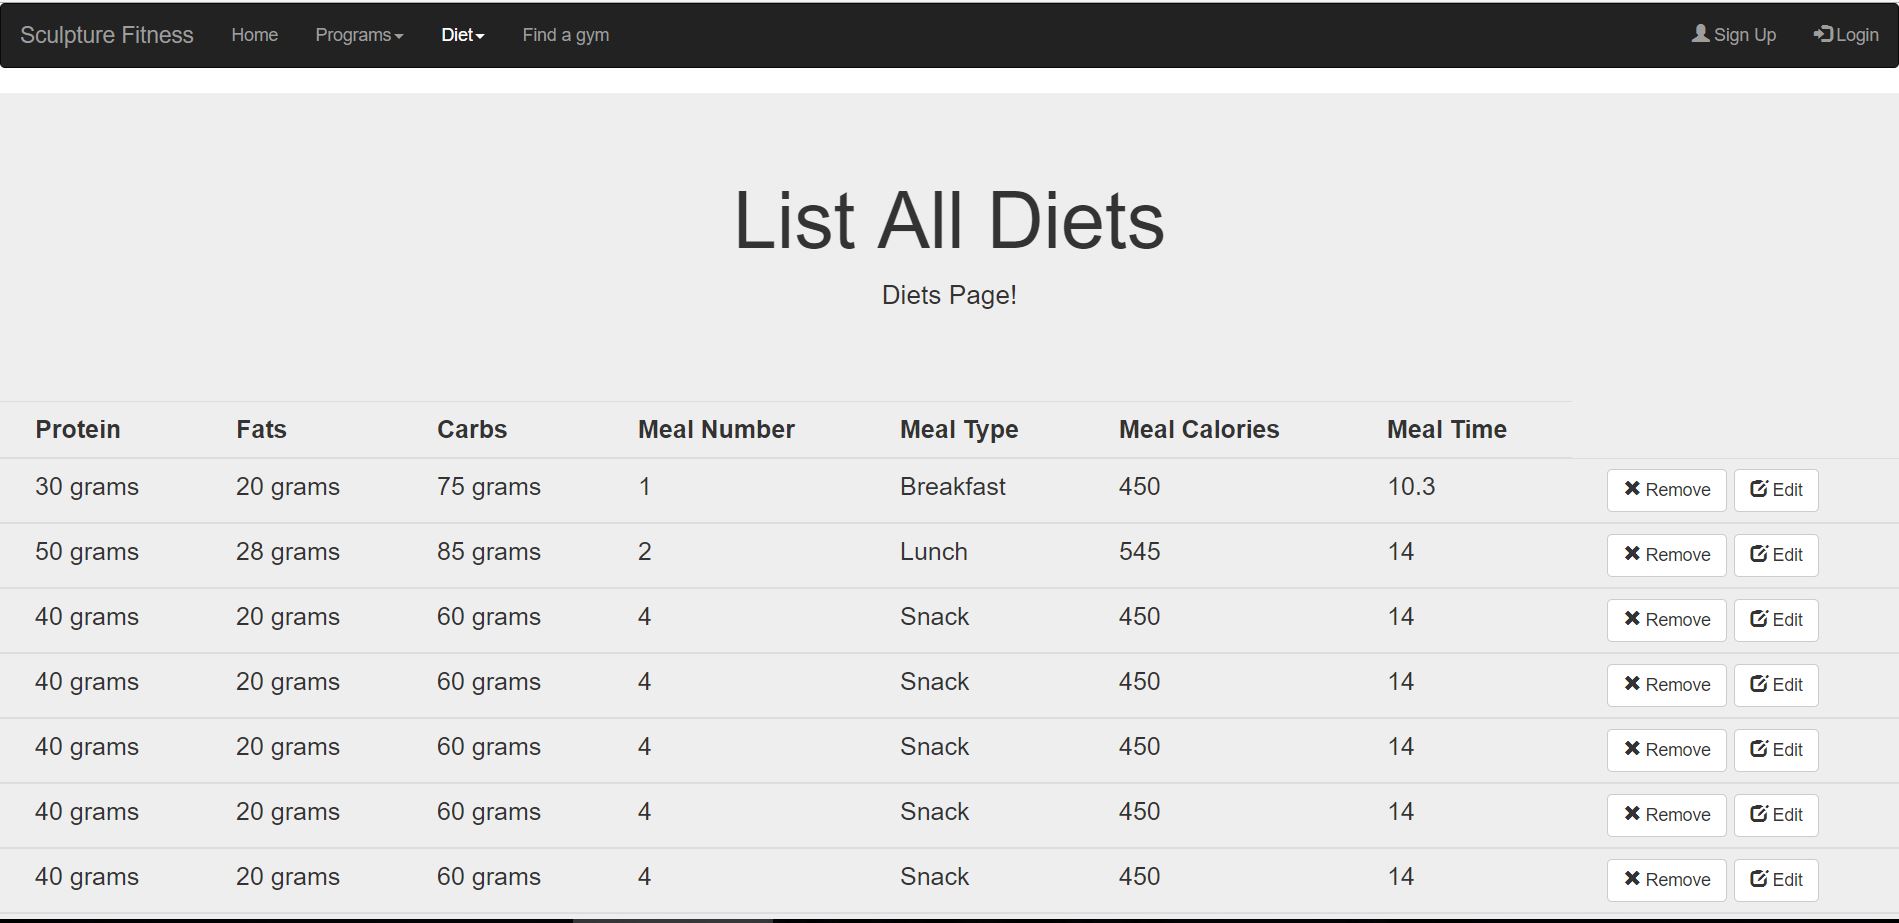 Sculpture Fitness Home Programs Diet Find a gym Sign Up Login
List All Diets
Diets Page!
Protein Fats Carbs Meal Number Meal Type Meal Calories Meal Time
30 grams 20 grams 75 grams 1 Breakfast 450 10.3 Remove Edit
50 grams 28 grams 85 grams 2 Lunch 545 14 Remove Edit
40 grams 20 grams 60 grams 4 Snack 450 14 Remove Edit
40 grams 20 grams 60 grams 4 Snack 450 14 Remove Edit
40 grams 20 grams 60 grams 4 Snack 450 14 Remove Edit
40 grams 20 grams 60 grams 4 Snack 450 14 Remove Edit
40 grams 20 grams 60 grams 4 Snack 450 14 Remove Edit